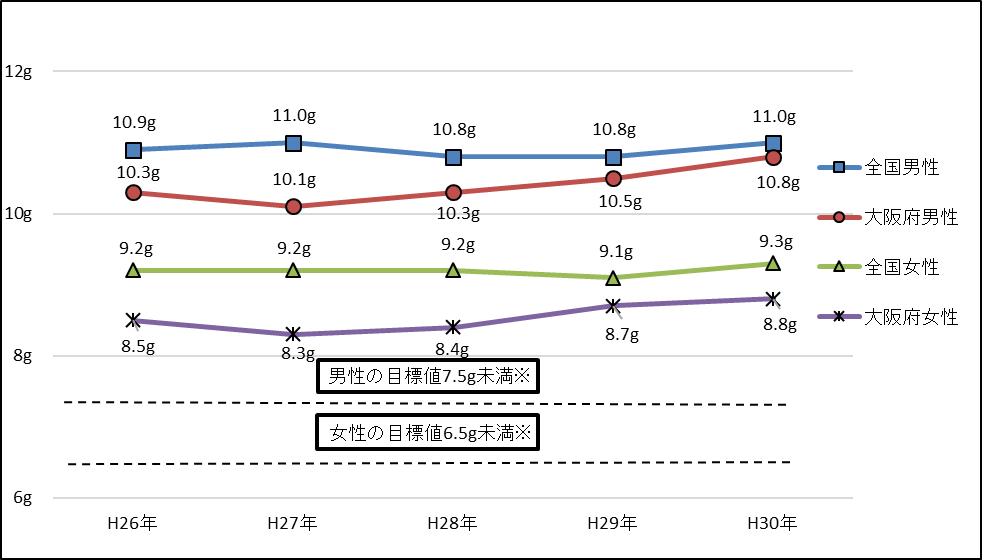 12g
10.9g
11.0g
10.8g
10.8g
11.0g
10.3g
10.1g
10.3g
10.5g
10.8g
10g
9.2g
9.2g
9.2g
9.1g
9.3g
8.5g
8.3g
8.4g
8.7g
8.8g
8g
男性の目標値7.5g未満※
女性の目標値6.5g未満※
6g
H26年
H27年
H28年
H29年
H30年
全国男性
大阪府男性
全国女性
大阪府女性